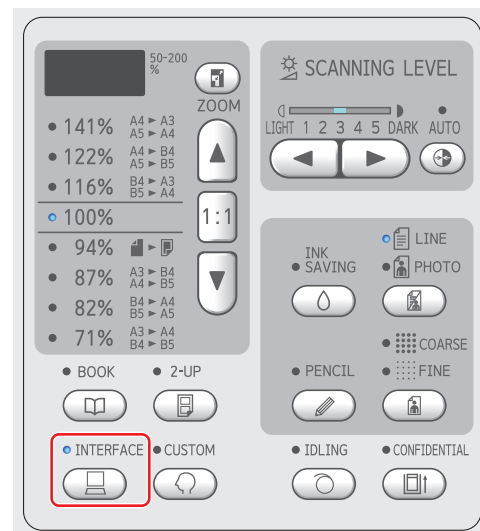 50-200
%
ZOOM
141% A4 ► A3
A5 ► A4
122% A4 ► B4
A5 ► B5
116% B4 ► A3
B5 ► A4
100%
1:1
94%
87% A3 ► B4
A4 ► B5
82% B4 ► A4
B5 ► A5
71% A3 ► A4
B4 ► B5
BOOK
2-UP
INTERFACE
CUSTOM
SCANNING LEVEL
LIGHT 1 2 3 4 5 DARK AUTO
INK
SAVING
LINE
PHOTO
COARSE
PENCIL
FINE
IDLING
CONFIDENTIAL